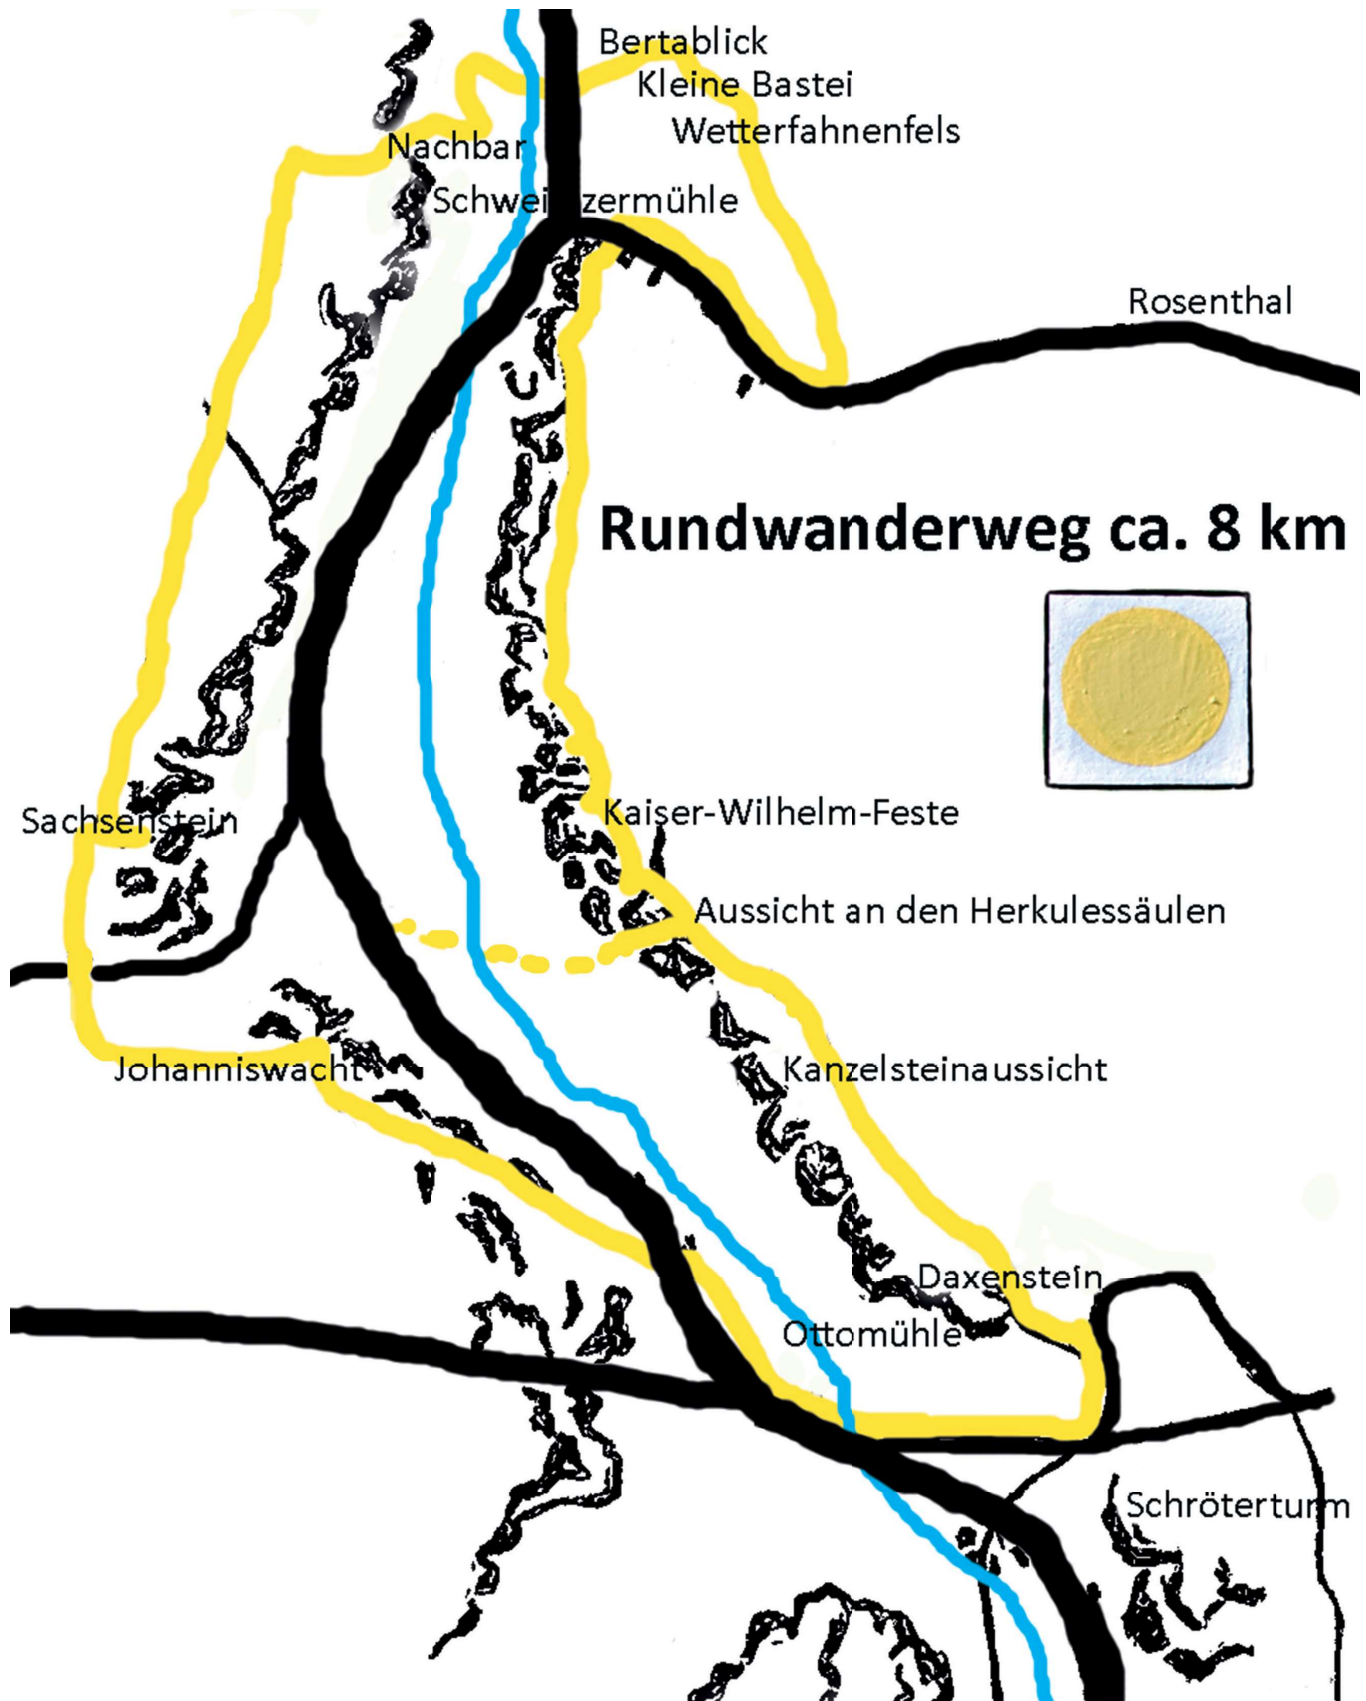 Bertablick
Kleine Bastei
Wetterfahnenfels
Nachbar
Schweizermühle
Rosenthal
Rundwanderweg ca. 8 km
Kaiser-Wilhelm-Feste
Sachsenstein
Aussicht an den Herkulessäulen
Johanniswacht
Kanzelsteinaussicht
Daxenstein
Ottomühle
Schröterturm